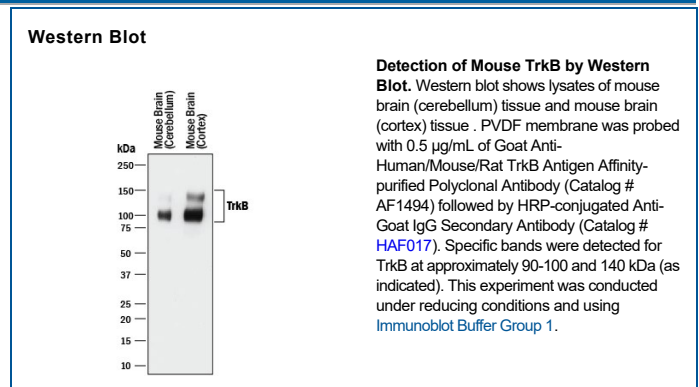 Western Blot
Mouse Brain
(Cerebellum)
Mouse Brain
(Cortex)
kDa
250
150
100
75
50
37
25
20
15
10
TrkB
Detection of Mouse TrkB by Western
Blot. Western blot shows lysates of mouse
brain (cerebellum) tissue and mouse brain
(cortex) tissue . PVDF membrane was probed
with 0.5 µg/mL of Goat Anti-
Human/Mouse/Rat TrkB Antigen Affinity-
purified Polyclonal Antibody (Catalog #
AF1494) followed by HRP-conjugated Anti-
Goat IgG Secondary Antibody (Catalog #
HAF017). Specific bands were detected for
TrkB at approximately 90-100 and 140 kDa (as
indicated). This experiment was conducted
under reducing conditions and using
Immunoblot Buffer Group 1.